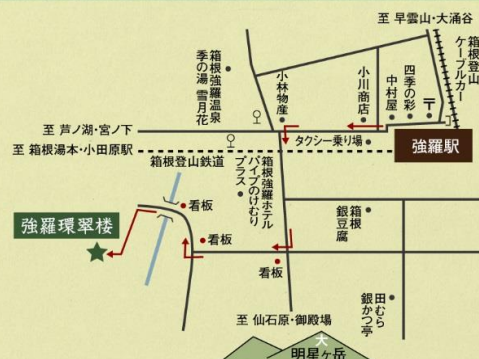 至 早雲山・大涌谷
箱根登山
ケーブルカー
四季の彩
中村屋
〒
小川商店
小林物産
箱根強羅温泉
季の湯 雪月花
至 芦ノ湖・宮ノ下
タクシー乗り場
強羅駅
至 箱根湯本・小田原駅
箱根登山鉄道
箱根強羅ホテル
パイプのけむり
プラス
看板
強羅環翠楼
看板
看板
箱根
銀豆腐
田むら
銀かつ亭
至 仙石原・御殿場
大
明星ヶ岳